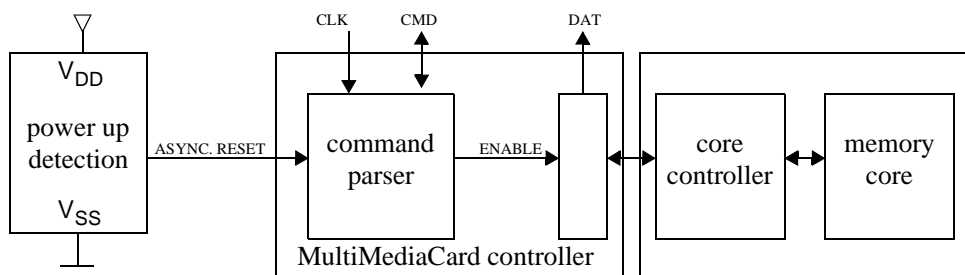 CLK
CMD
DAT
VDD
power up
detection
VSS
ASYNC. RESET
command
parser
ENABLE
core
controller
memory
core
MultiMediaCard controller